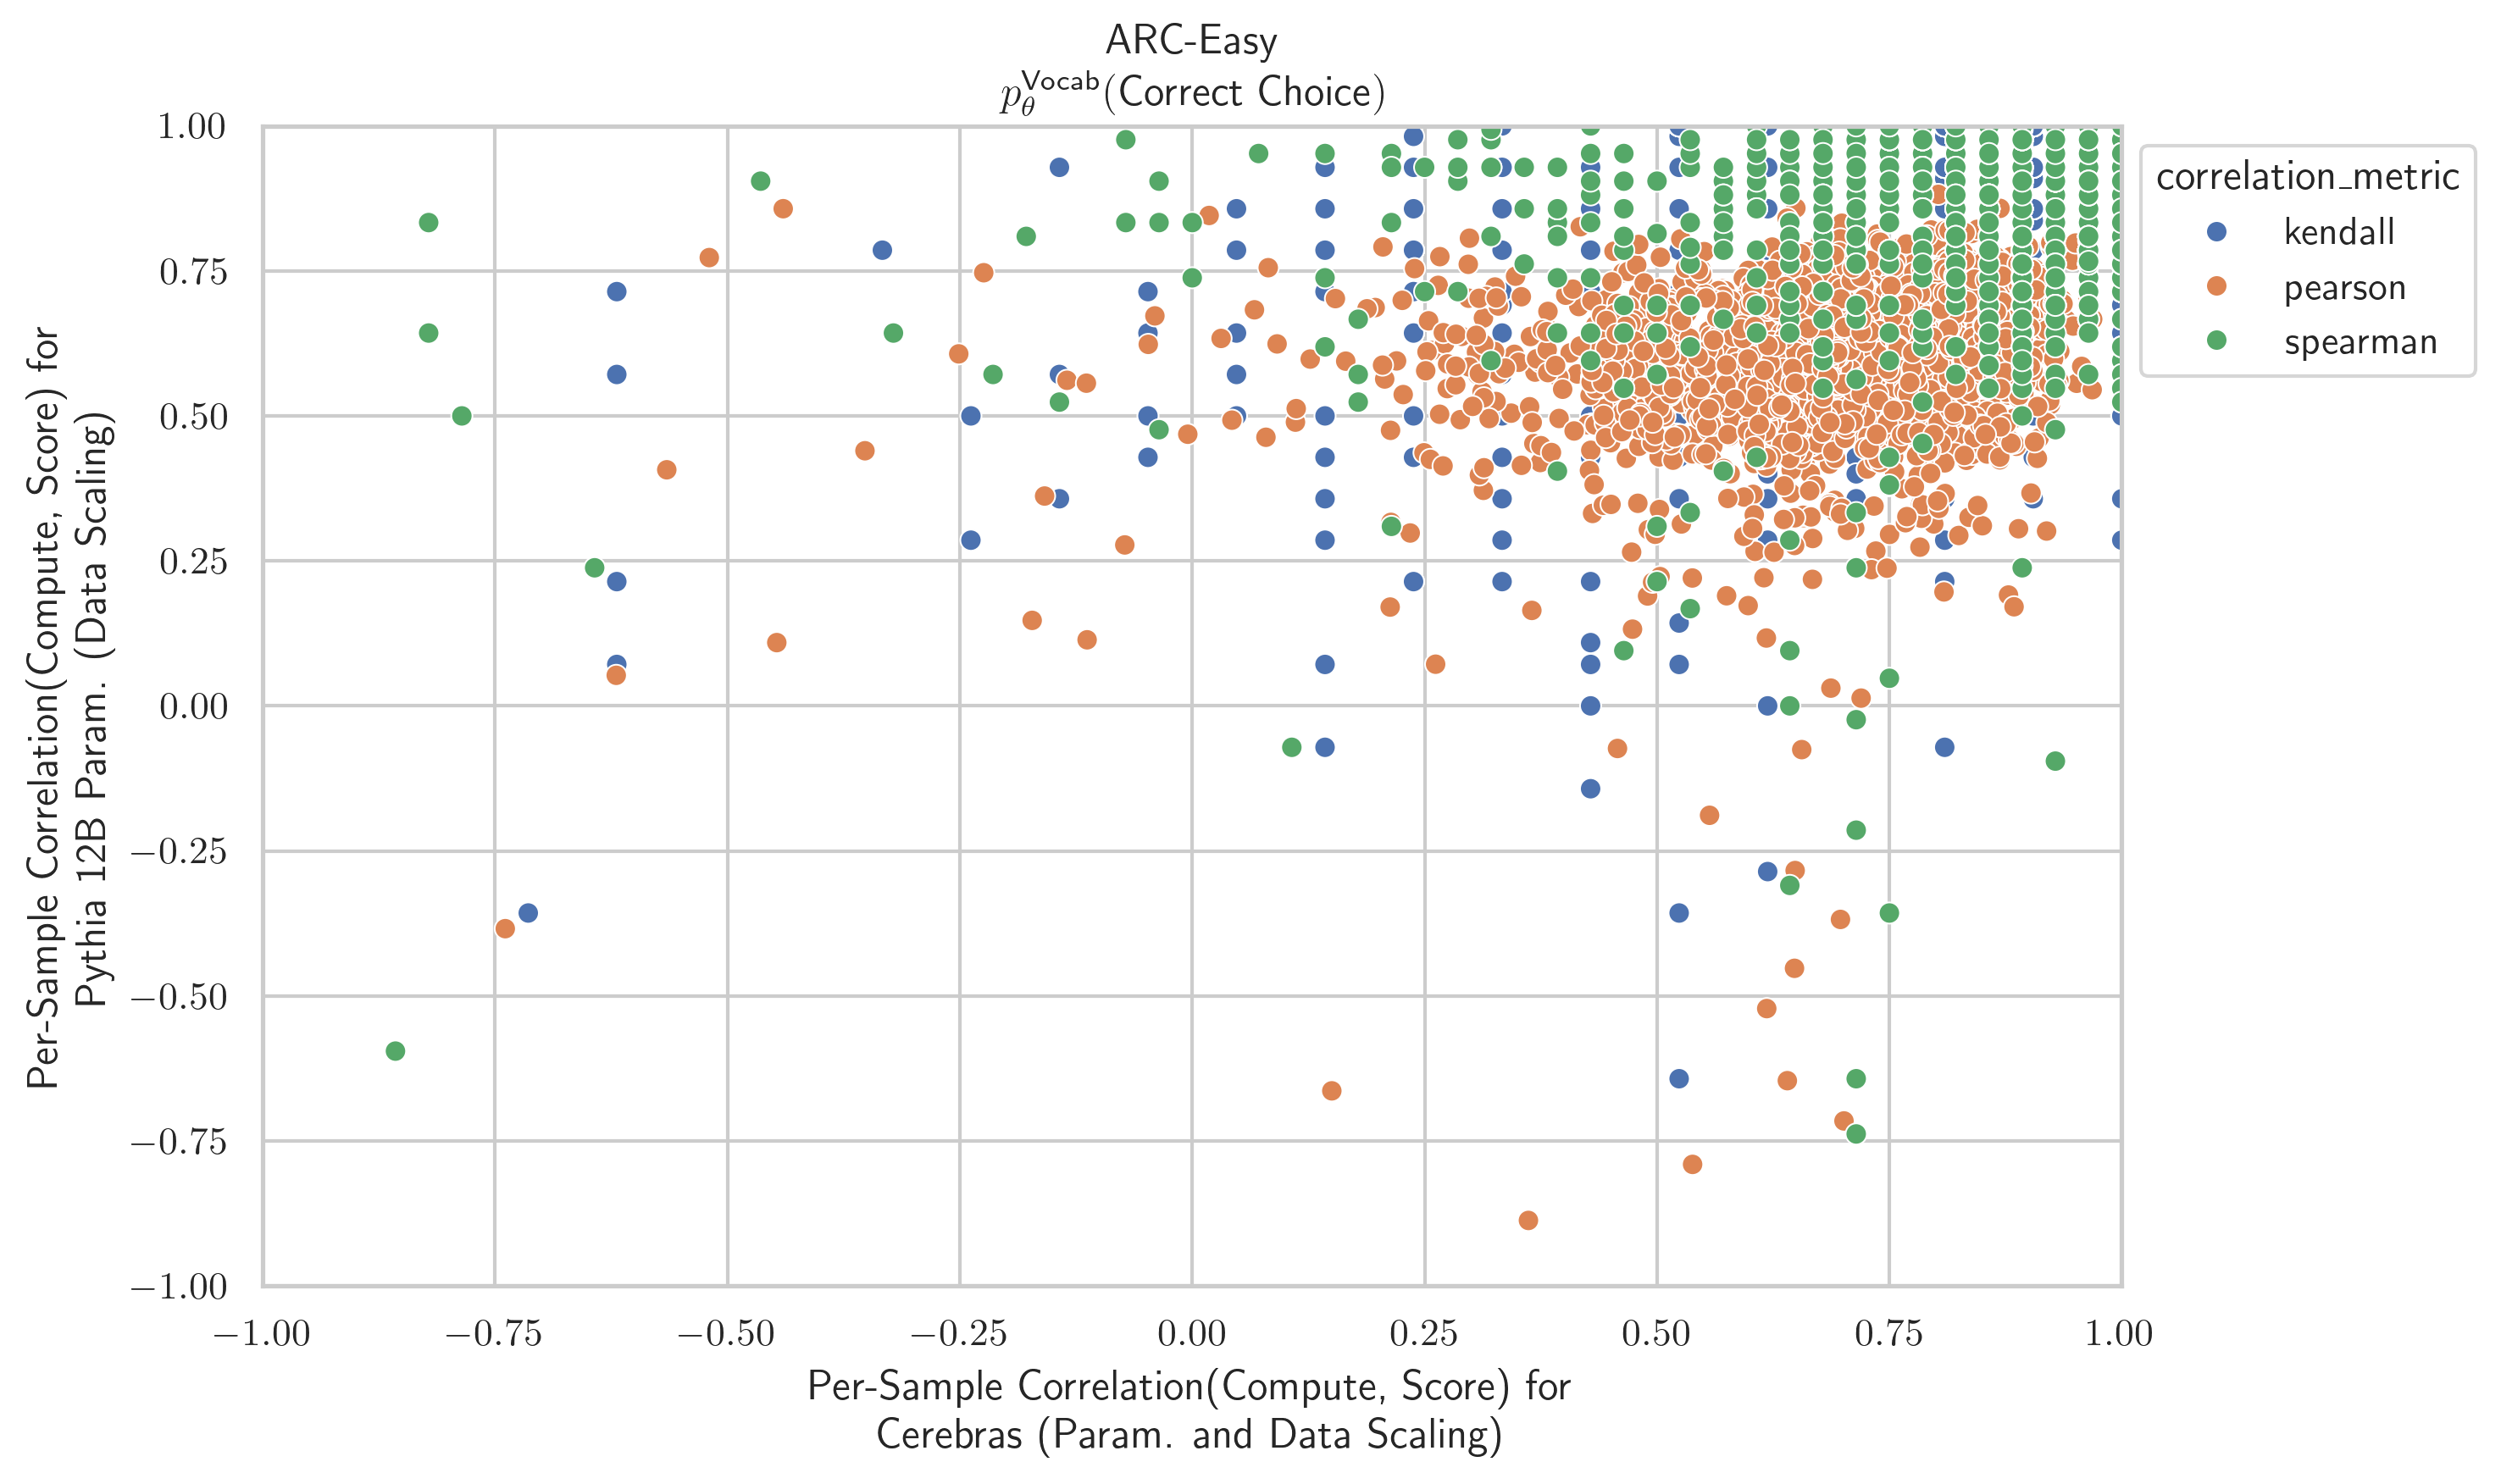 ARC-Easy
p_θ^Vocab(Correct Choice)
Per-Sample Correlation(Compute, Score) for
Pythia 12B Param. (Data Scaling)
1.00
0.75
0.50
0.25
0.00
−0.25
−0.50
−0.75
−1.00
−1.00 −0.75 −0.50 −0.25 0.00 0.25 0.50 0.75 1.00
Per-Sample Correlation(Compute, Score) for
Cerebras (Param. and Data Scaling)
correlation_metric
kendall
pearson
spearman